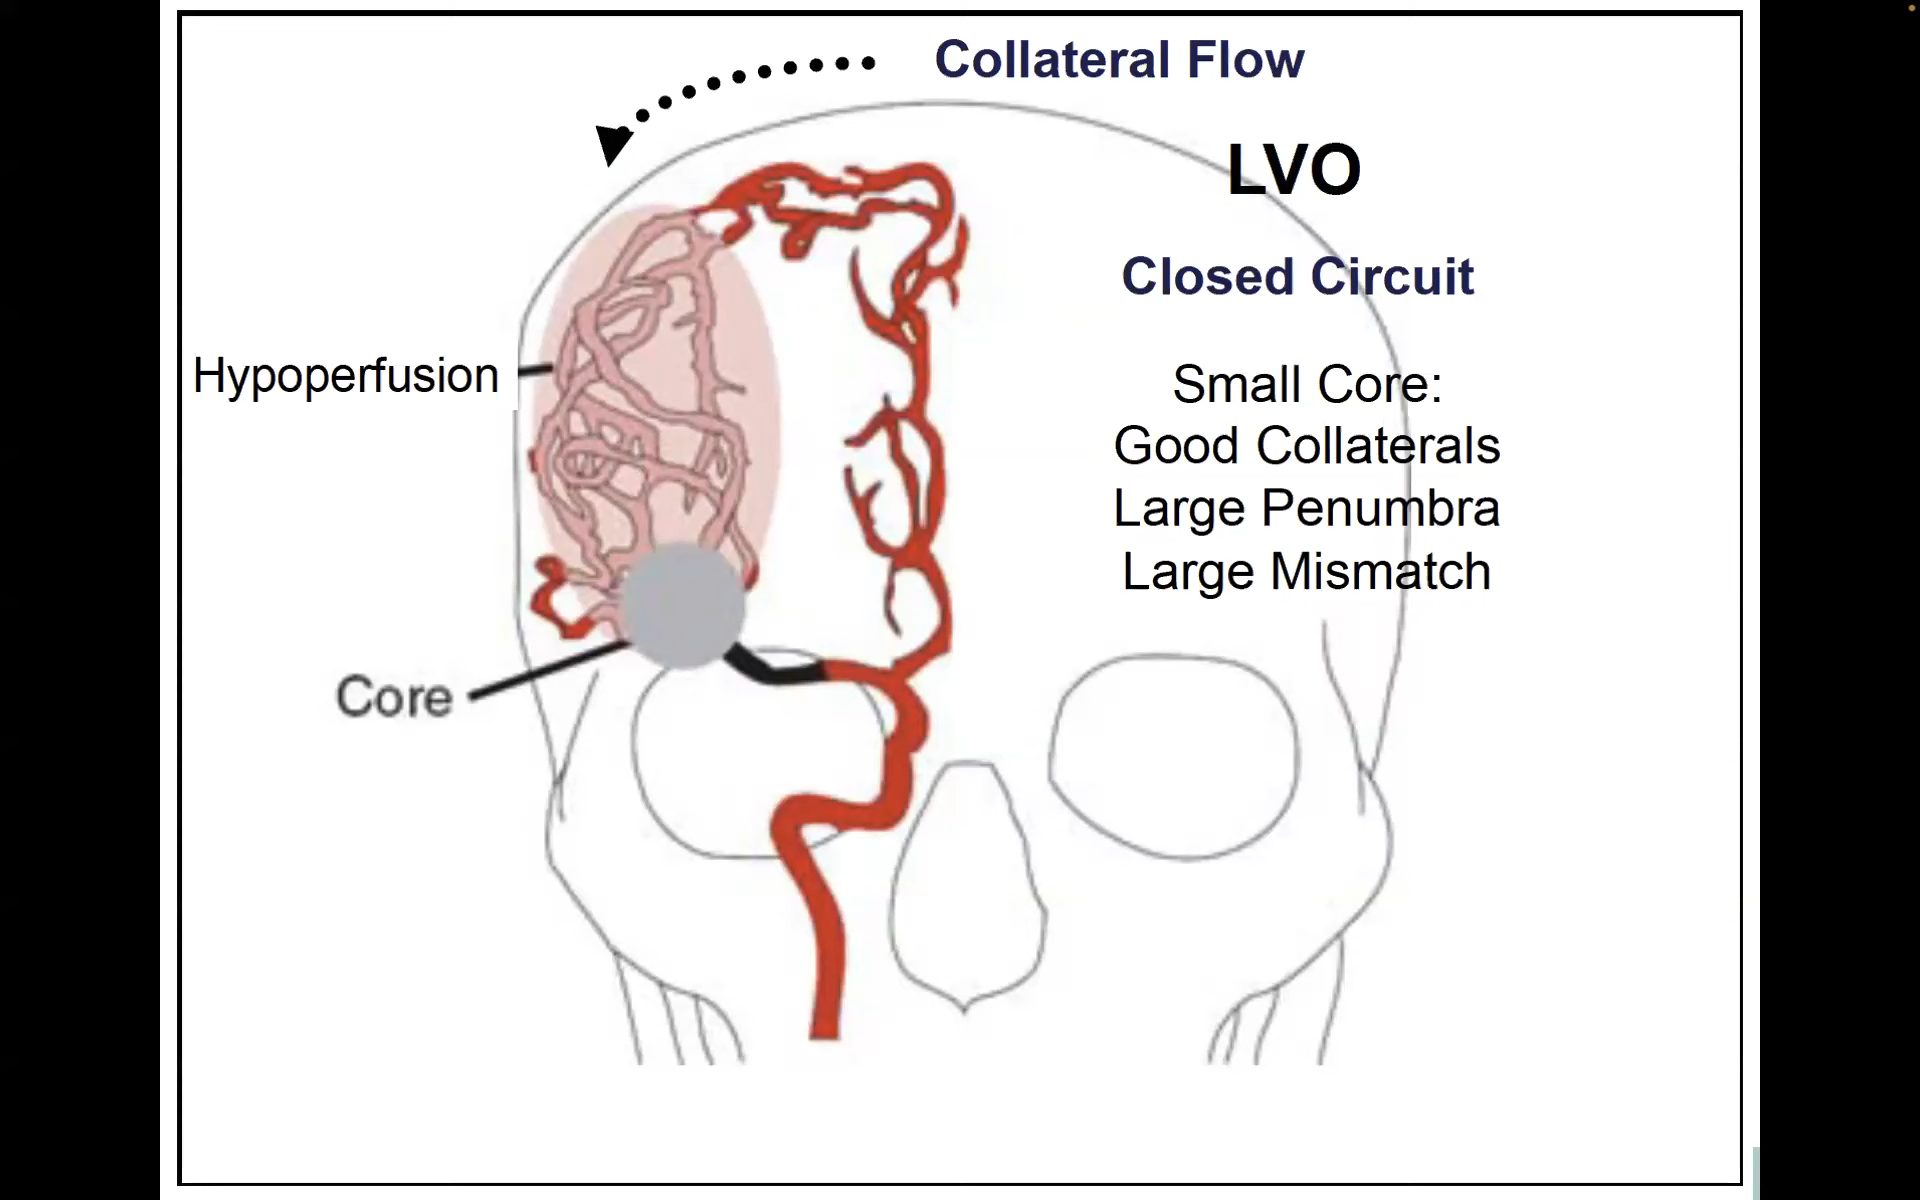 Collateral Flow
LVO
Closed Circuit
Hypoperfusion
Small Core:
Good Collaterals
Large Penumbra
Large Mismatch
Core